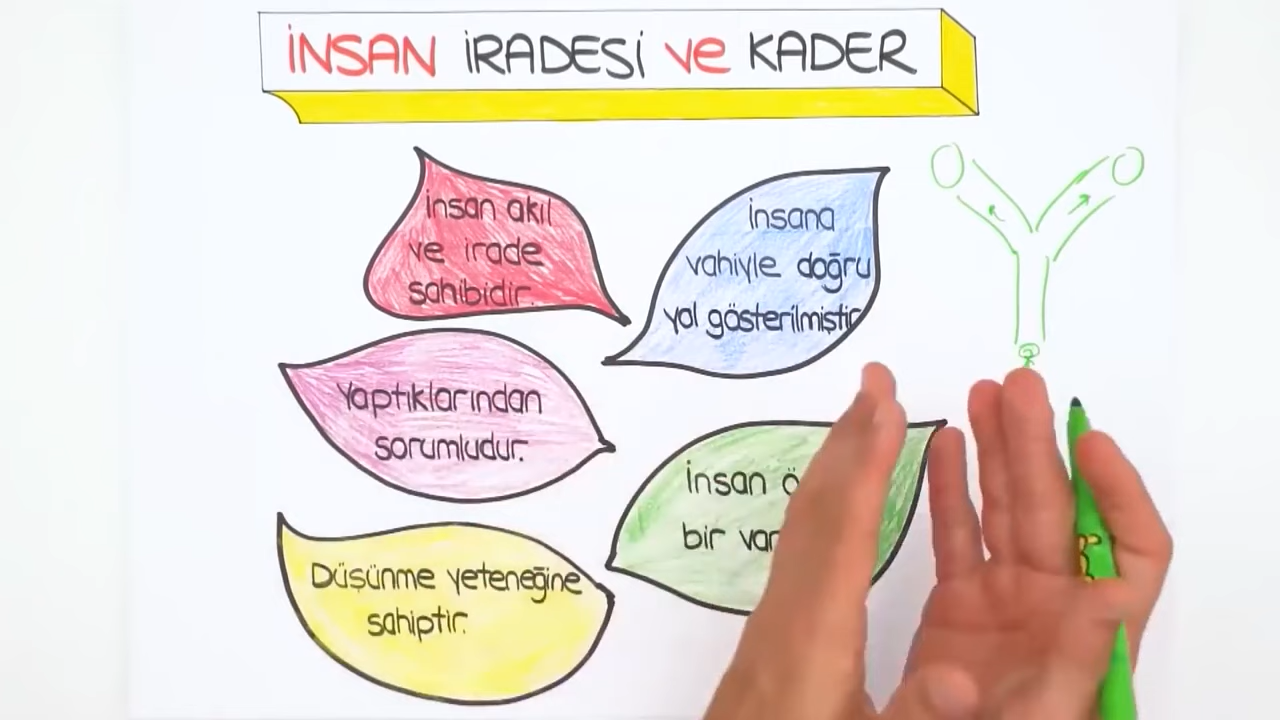 İNSAN İRADESİ ve KADER
İnsan akıl
ve irade
sahibidir.
İnsana
vahiyle doğru
yol gösterilmiştir
Yaptıklarından
sorumludur.
İnsan
bir
Düşünme yeteneğine
sahiptir.